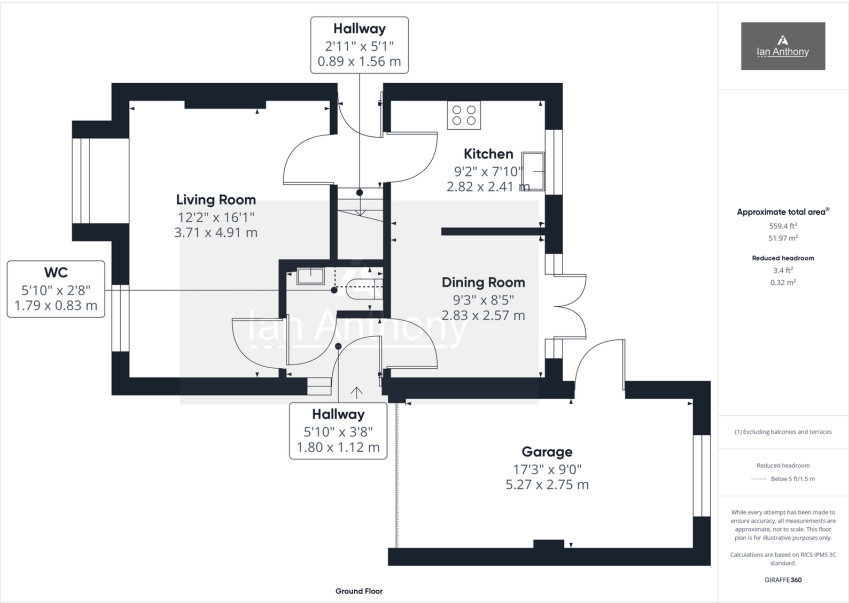 Hallway
2'11" x 5'1"
0.89 x 1.56 m
Ian Anthony
Kitchen
9'2" x 7'10"
2.82 x 2.41 m
Living Room
12'2" x 16'1"
3.71 x 4.91 m
WC
5'10" x 2'8"
1.79 x 0.83 m
Dining Room
9'3" x 8'5"
2.83 x 2.57 m
Ian Anthony
Hallway
5'10" x 3'8"
1.80 x 1.12 m
Garage
17'3" x 9'0"
5.27 x 2.75 m
Ground Floor
Approximate total area(1)
559.4 ft²
51.97 m²
Reduced headroom
3.4 ft²
0.32 m²
(1) Excluding balconies and terraces
Reduced headroom
Below 5 ft/1.5 m
While every attempt has been made to
ensure accuracy, all measurements are
approximate, not to scale. This floor
plan is for illustrative purposes only.
Calculations are based on RICS IPMS 3C
standard.
GIRAFFE360